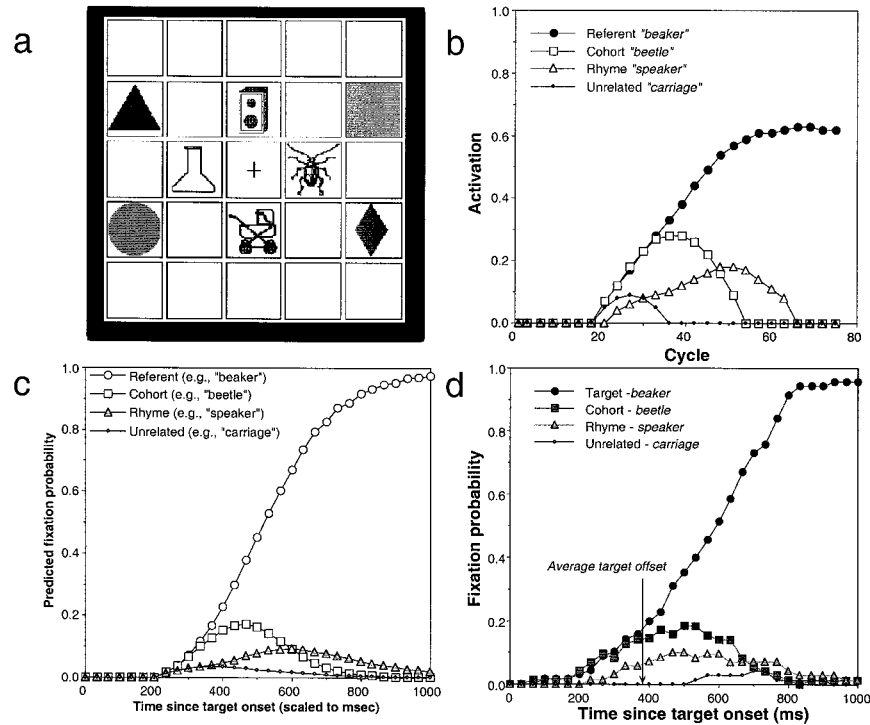 a
b
Referent "beaker"
Cohort "beetle"
Rhyme "speaker"
Unrelated "carriage"
1.0
0.8
0.6
0.4
0.2
0.0
Activation
0 20 40 60 80
Cycle
c
Referent (e.g., "beaker")
Cohort (e.g., "beetle")
Rhyme (e.g., "speaker")
Unrelated (e.g., "carriage")
1.0
0.8
0.6
0.4
0.2
0.0
Predicted fixation probability
0 200 400 600 800 1000
Time since target onset (scaled to msec)
d
Target - beaker
Cohort - beetle
Rhyme - speaker
Unrelated - carriage
1.0
0.8
0.6
0.4
0.2
0.0
Fixation probability
Average target offset
0 200 400 600 800 1000
Time since target onset (ms)